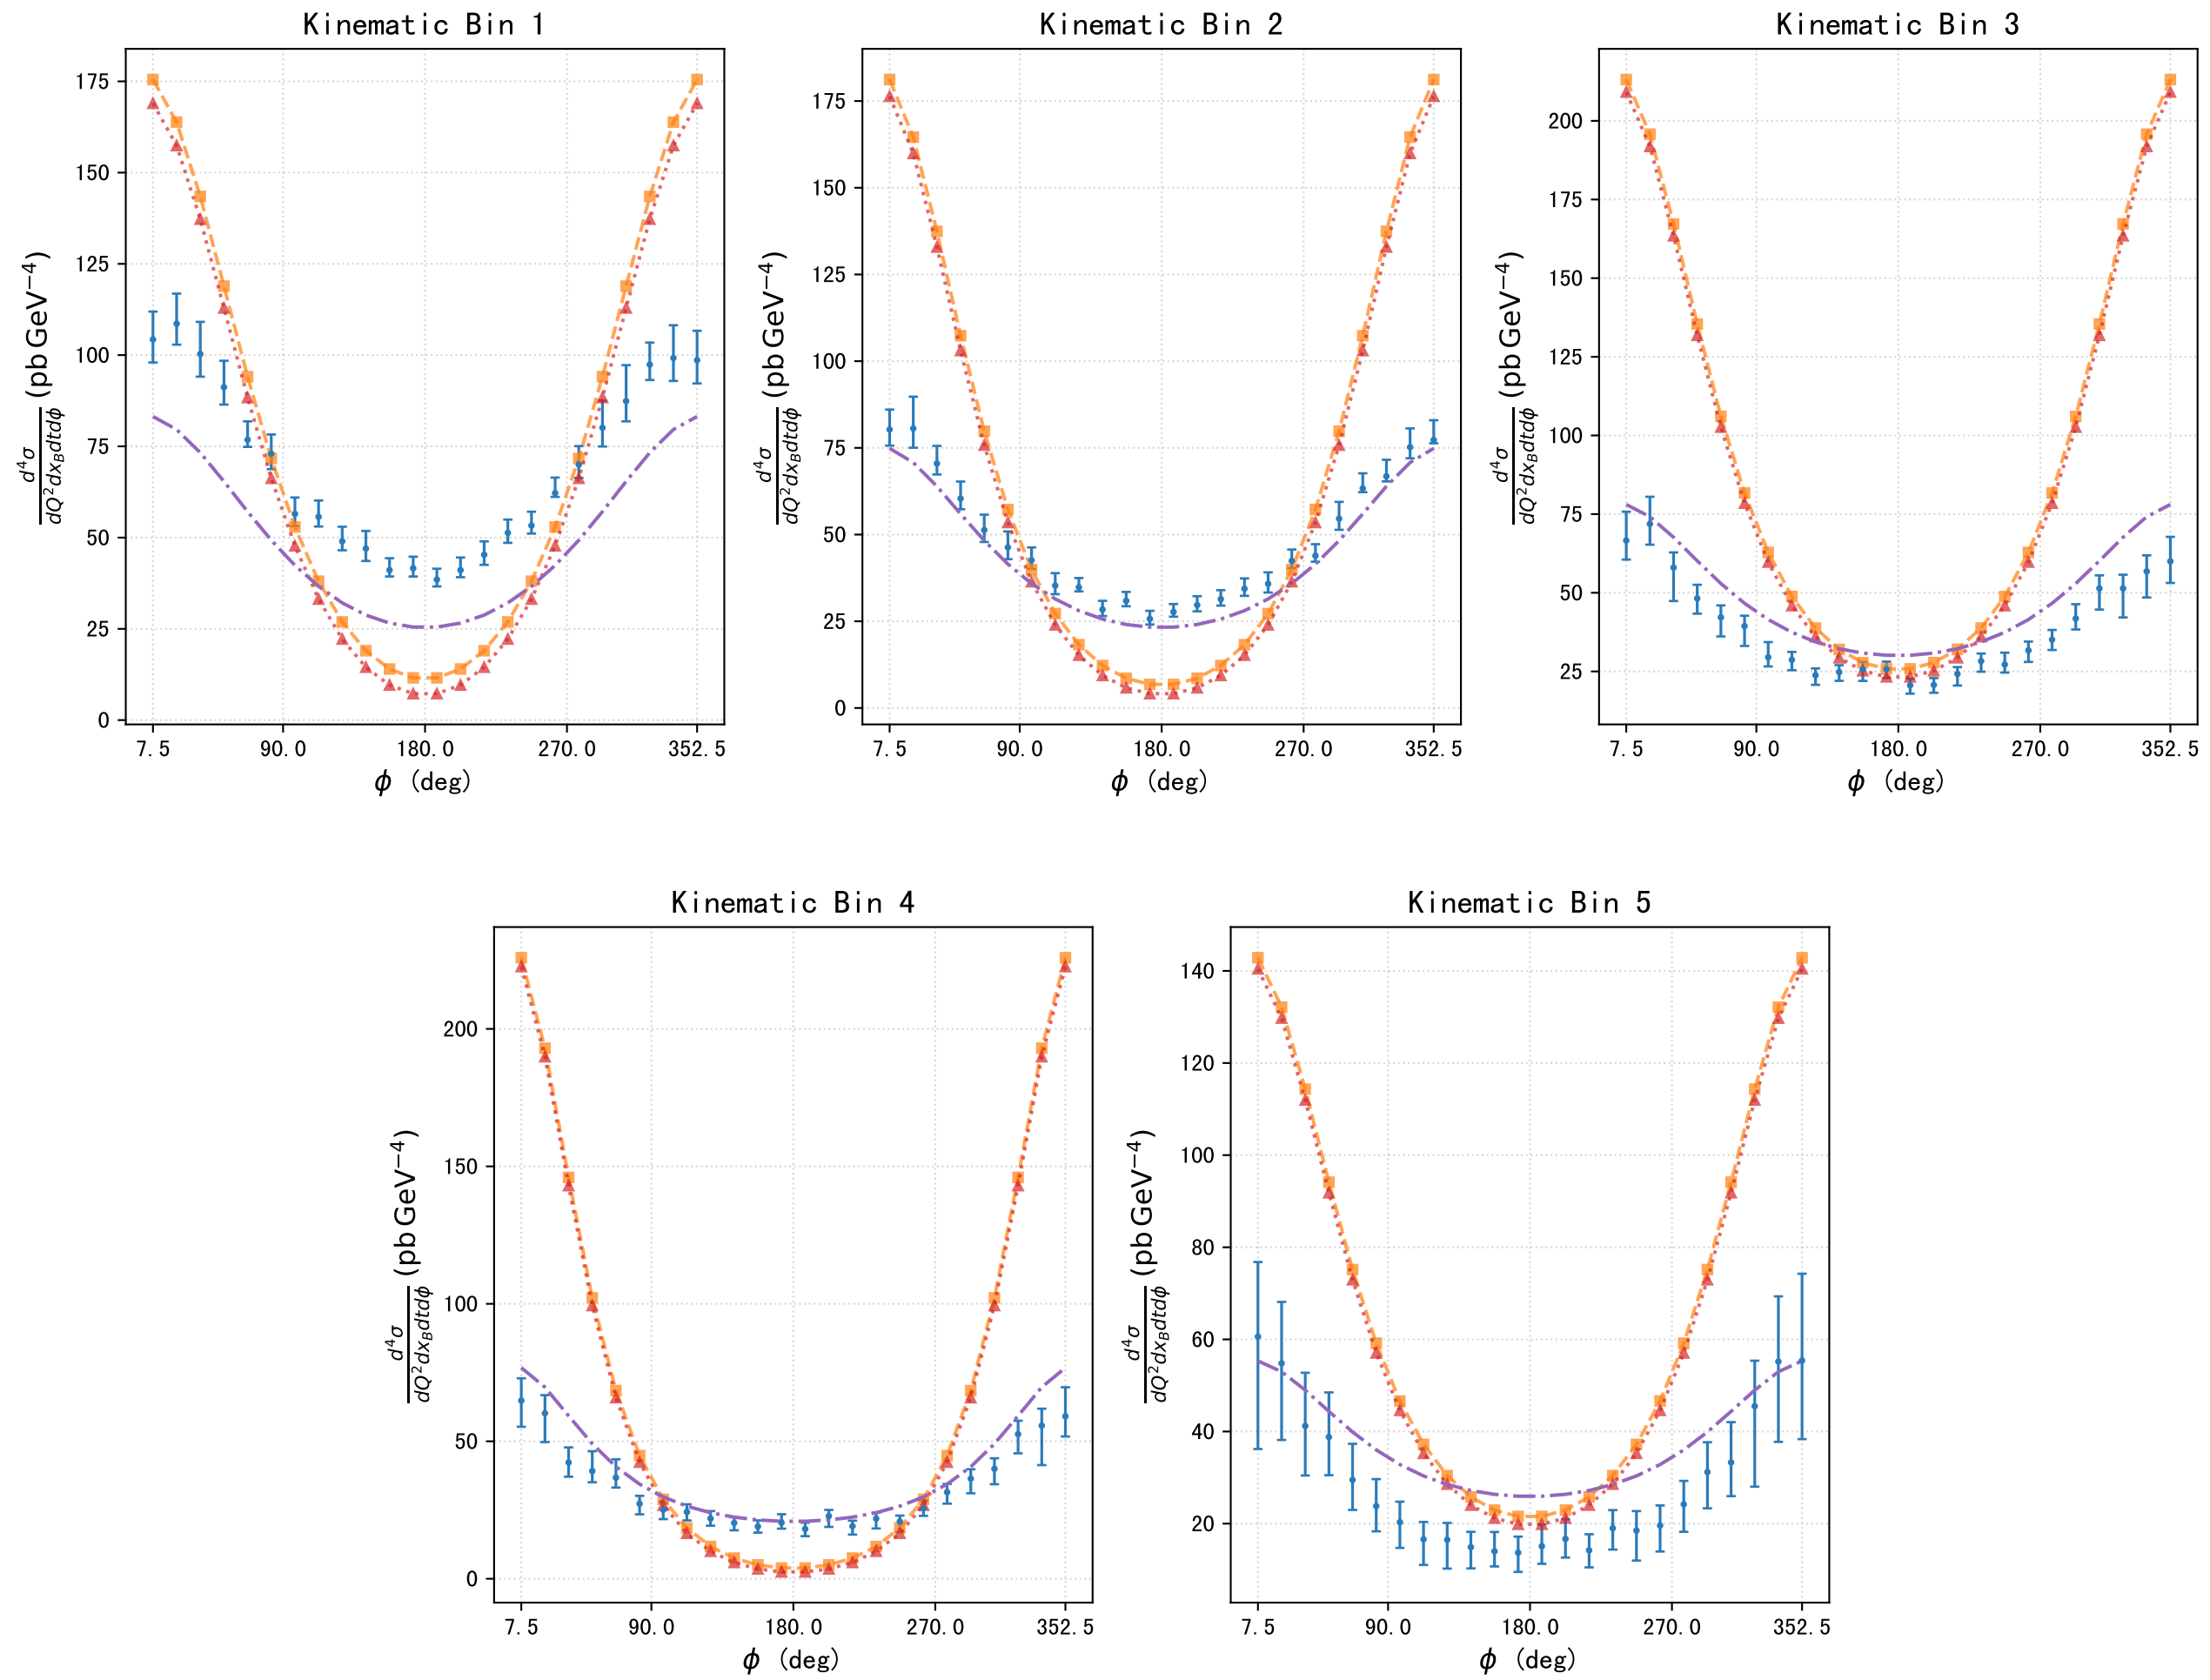 Kinematic Bin 1
175
150
125
100
75
50
25
0
7.5 90.0 180.0 270.0 352.5
ϕ (deg)
d⁴σ / dQ²dx_Bdtdϕ (pb GeV⁻⁴)
Kinematic Bin 2
175
150
125
100
75
50
25
0
7.5 90.0 180.0 270.0 352.5
ϕ (deg)
d⁴σ / dQ²dx_Bdtdϕ (pb GeV⁻⁴)
Kinematic Bin 3
200
175
150
125
100
75
50
25
7.5 90.0 180.0 270.0 352.5
ϕ (deg)
d⁴σ / dQ²dx_Bdtdϕ (pb GeV⁻⁴)
Kinematic Bin 4
200
150
100
50
0
7.5 90.0 180.0 270.0 352.5
ϕ (deg)
d⁴σ / dQ²dx_Bdtdϕ (pb GeV⁻⁴)
Kinematic Bin 5
140
120
100
80
60
40
20
7.5 90.0 180.0 270.0 352.5
ϕ (deg)
d⁴σ / dQ²dx_Bdtdϕ (pb GeV⁻⁴)